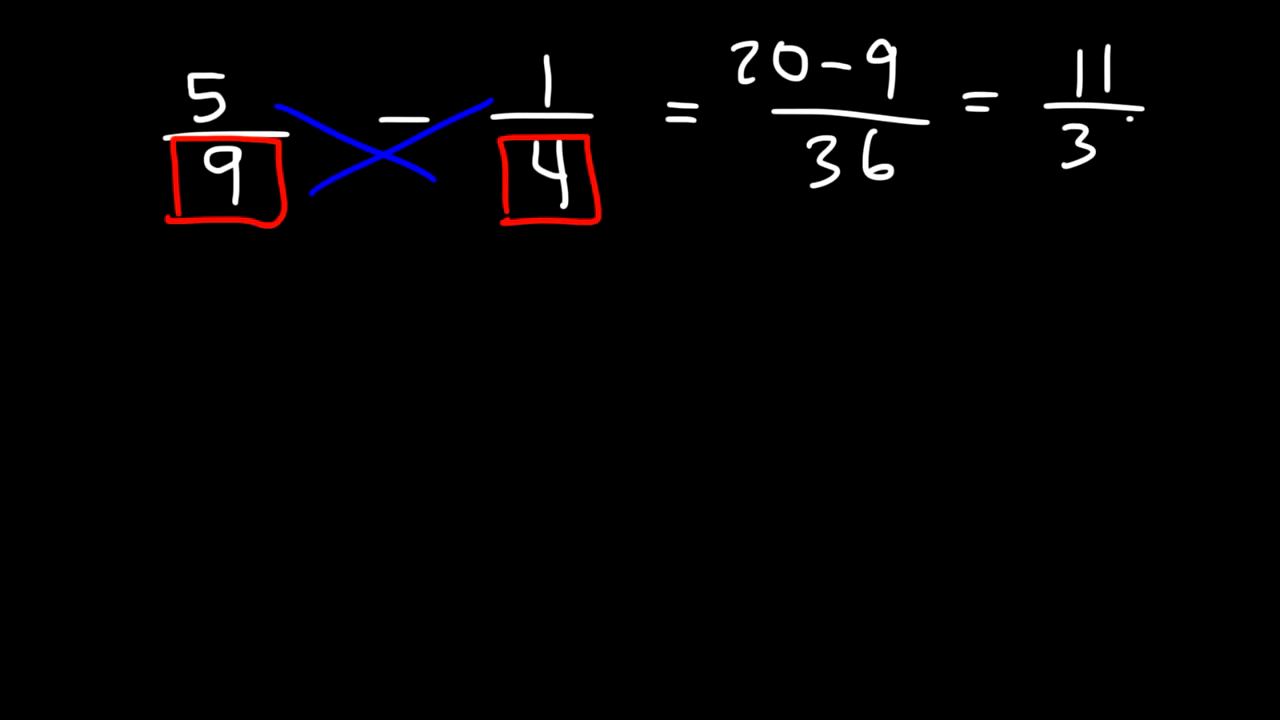 5/9 - 1/4 = 20-9/36 = 11/3